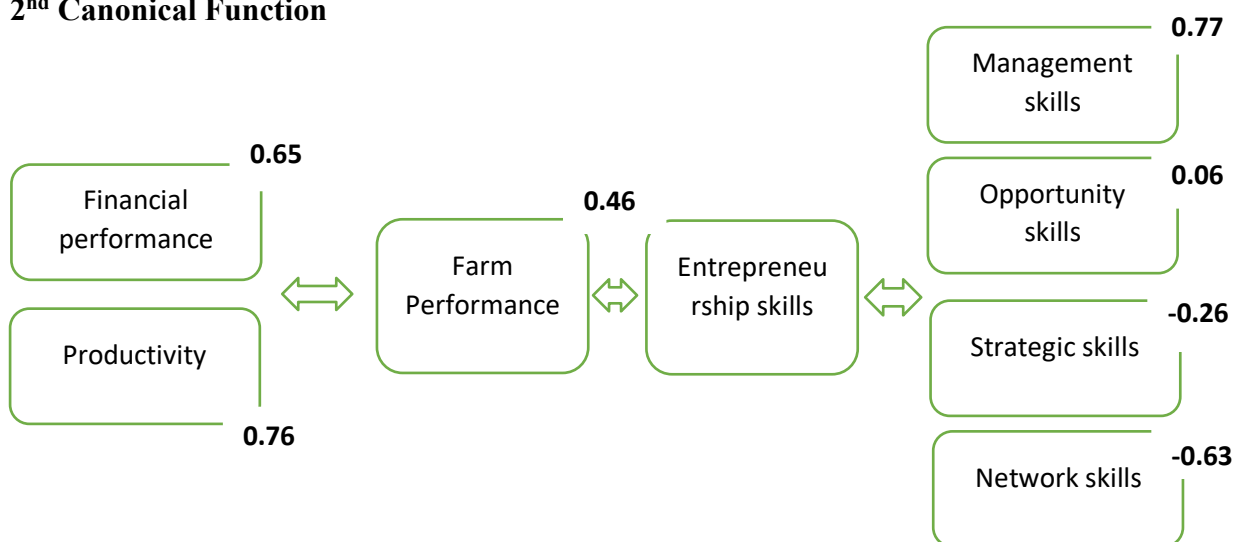 2nd Canonical Function
0.65
Financial
performance
Productivity
0.76
Farm
Performance
0.46
Entrepreneu
rship skills
0.77
Management
skills
0.06
Opportunity
skills
-0.26
Strategic skills
-0.63
Network skills